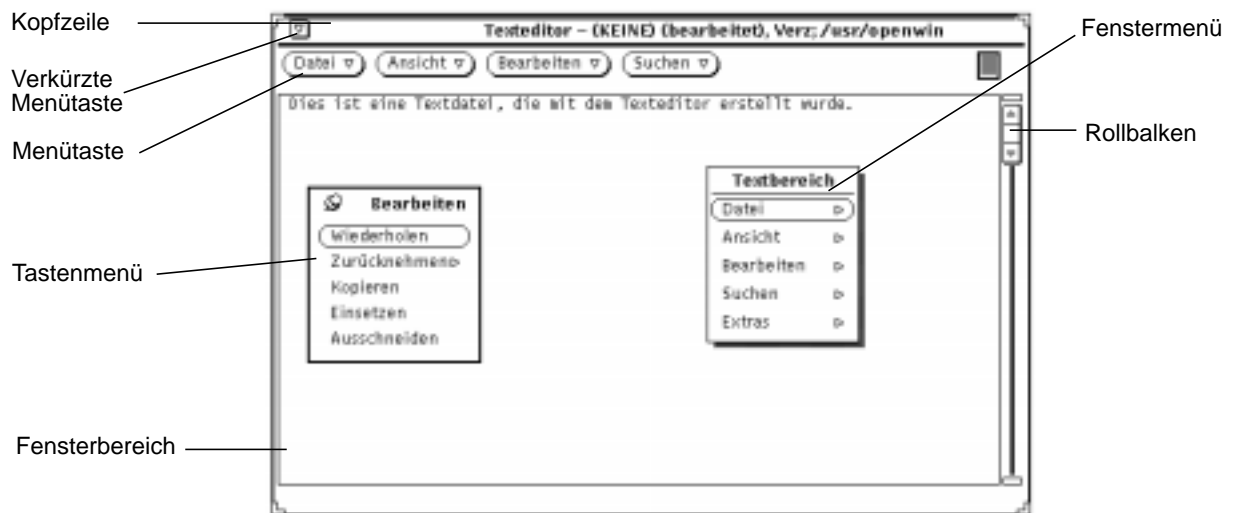 Kopfzeile
Texteditor – (KEINE) (bearbeitet), Verz; /usr/openwin
Fenstermenü
Verkürzte
Menütaste
Datei
Ansicht
Bearbeiten
Suchen
Dies ist eine Textdatei, die mit dem Texteditor erstellt wurde.
Menütaste
Rollbalken
Bearbeiten
Wiederholen
Zurücknehmen
Kopieren
Einsetzen
Ausschneiden
Textbereich
Datei
Ansicht
Bearbeiten
Suchen
Extras
Tastenmenü
Fensterbereich